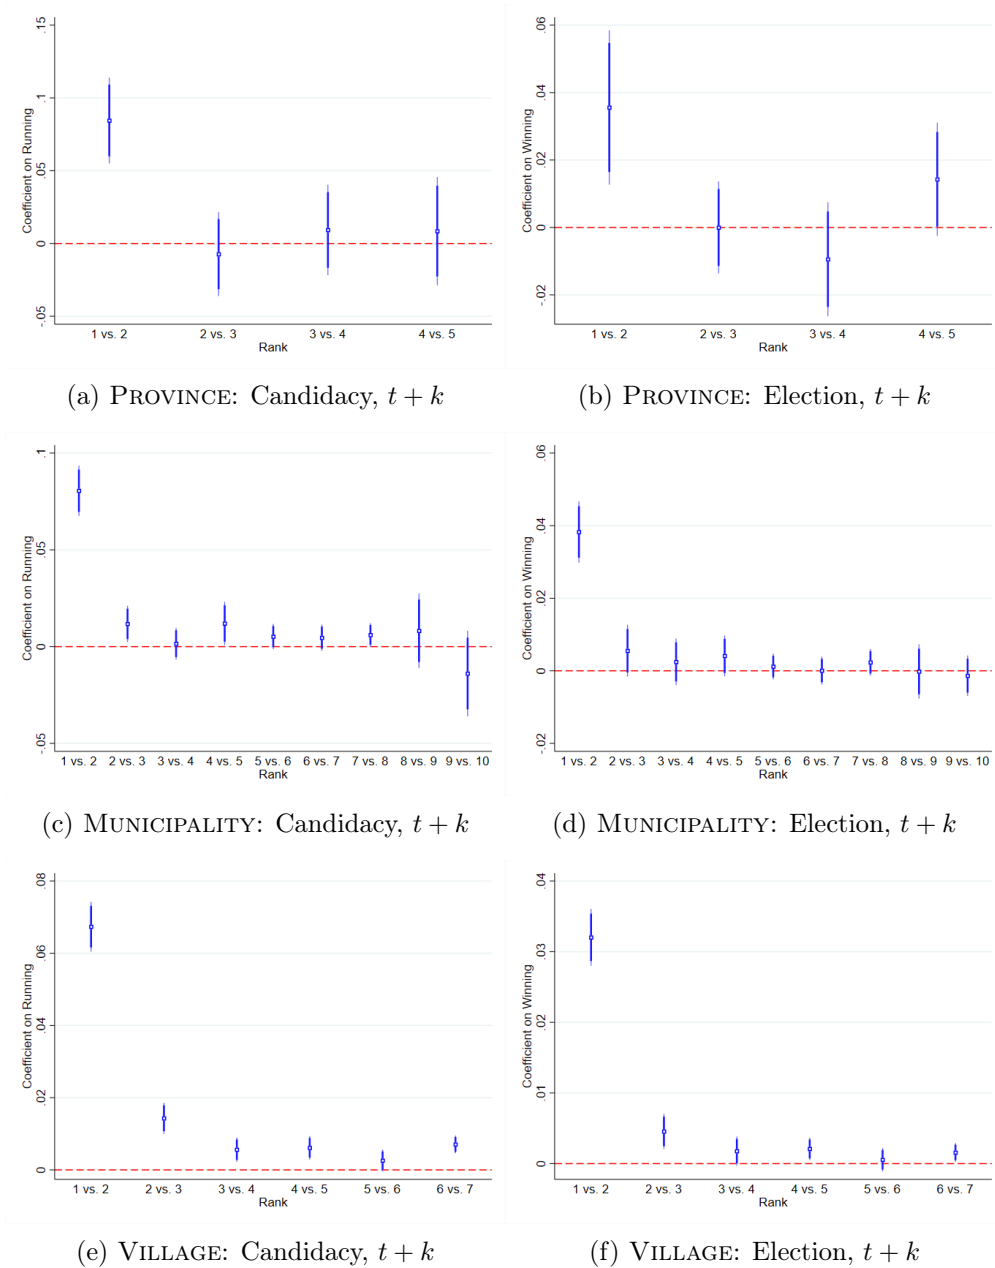 Coefficient on Running
.15
.1
.05
0
-.05
1 vs. 2 2 vs. 3 3 vs. 4 4 vs. 5
Rank
(a) PROVINCE: Candidacy, t + k
Coefficient on Winning
.06
.04
.02
0
-.02
1 vs. 2 2 vs. 3 3 vs. 4 4 vs. 5
Rank
(b) PROVINCE: Election, t + k
Coefficient on Running
.1
.05
0
-.05
1 vs. 2 2 vs. 3 3 vs. 4 4 vs. 5 5 vs. 6 6 vs. 7 7 vs. 8 8 vs. 9 9 vs. 10
Rank
(c) MUNICIPALITY: Candidacy, t + k
Coefficient on Winning
.06
.04
.02
0
-.02
1 vs. 2 2 vs. 3 3 vs. 4 4 vs. 5 5 vs. 6 6 vs. 7 7 vs. 8 8 vs. 9 9 vs. 10
Rank
(d) MUNICIPALITY: Election, t + k
Coefficient on Running
.08
.06
.04
.02
0
1 vs. 2 2 vs. 3 3 vs. 4 4 vs. 5 5 vs. 6 6 vs. 7
Rank
(e) VILLAGE: Candidacy, t + k
Coefficient on Winning
.04
.03
.02
.01
0
1 vs. 2 2 vs. 3 3 vs. 4 4 vs. 5 5 vs. 6 6 vs. 7
Rank
(f) VILLAGE: Election, t + k